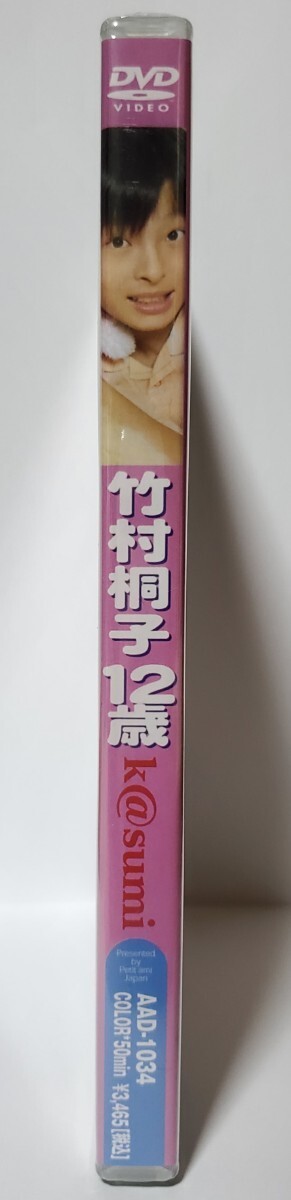 DVD
VIDEO
竹村桐子 12歳
k@sumi
Presented
by
Japan
AAD-1034
COLOR・50min ¥3,465[税込]